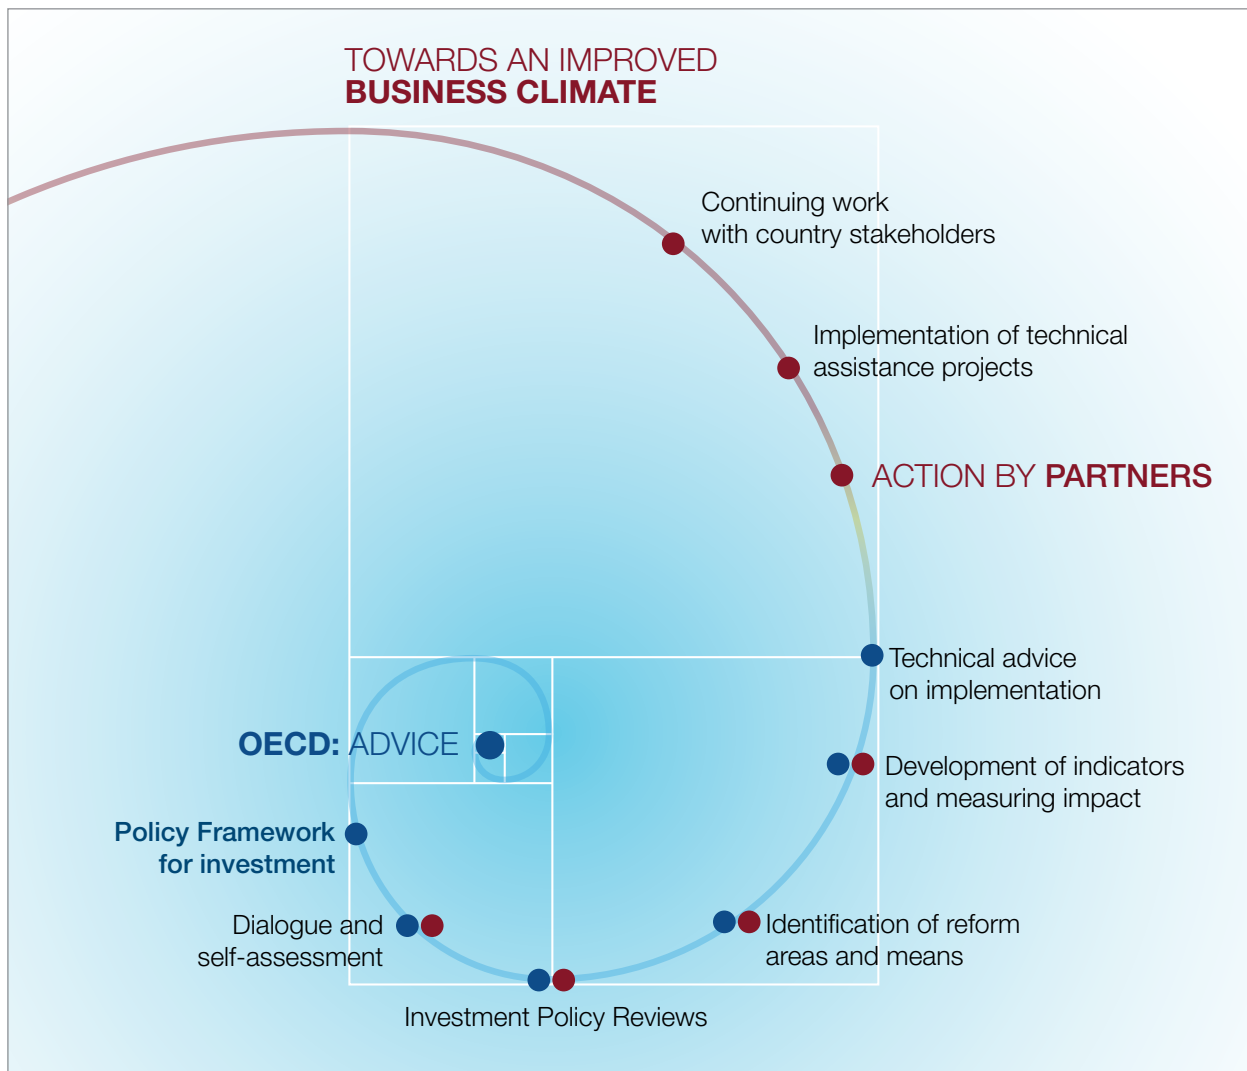 TOWARDS AN IMPROVED
BUSINESS CLIMATE
Continuing work
with country stakeholders
Implementation of technical
assistance projects
ACTION BY PARTNERS
Technical advice
on implementation
OECD: ADVICE
Development of indicators
and measuring impact
Policy Framework
for investment
Dialogue and
self-assessment
Identification of reform
areas and means
Investment Policy Reviews